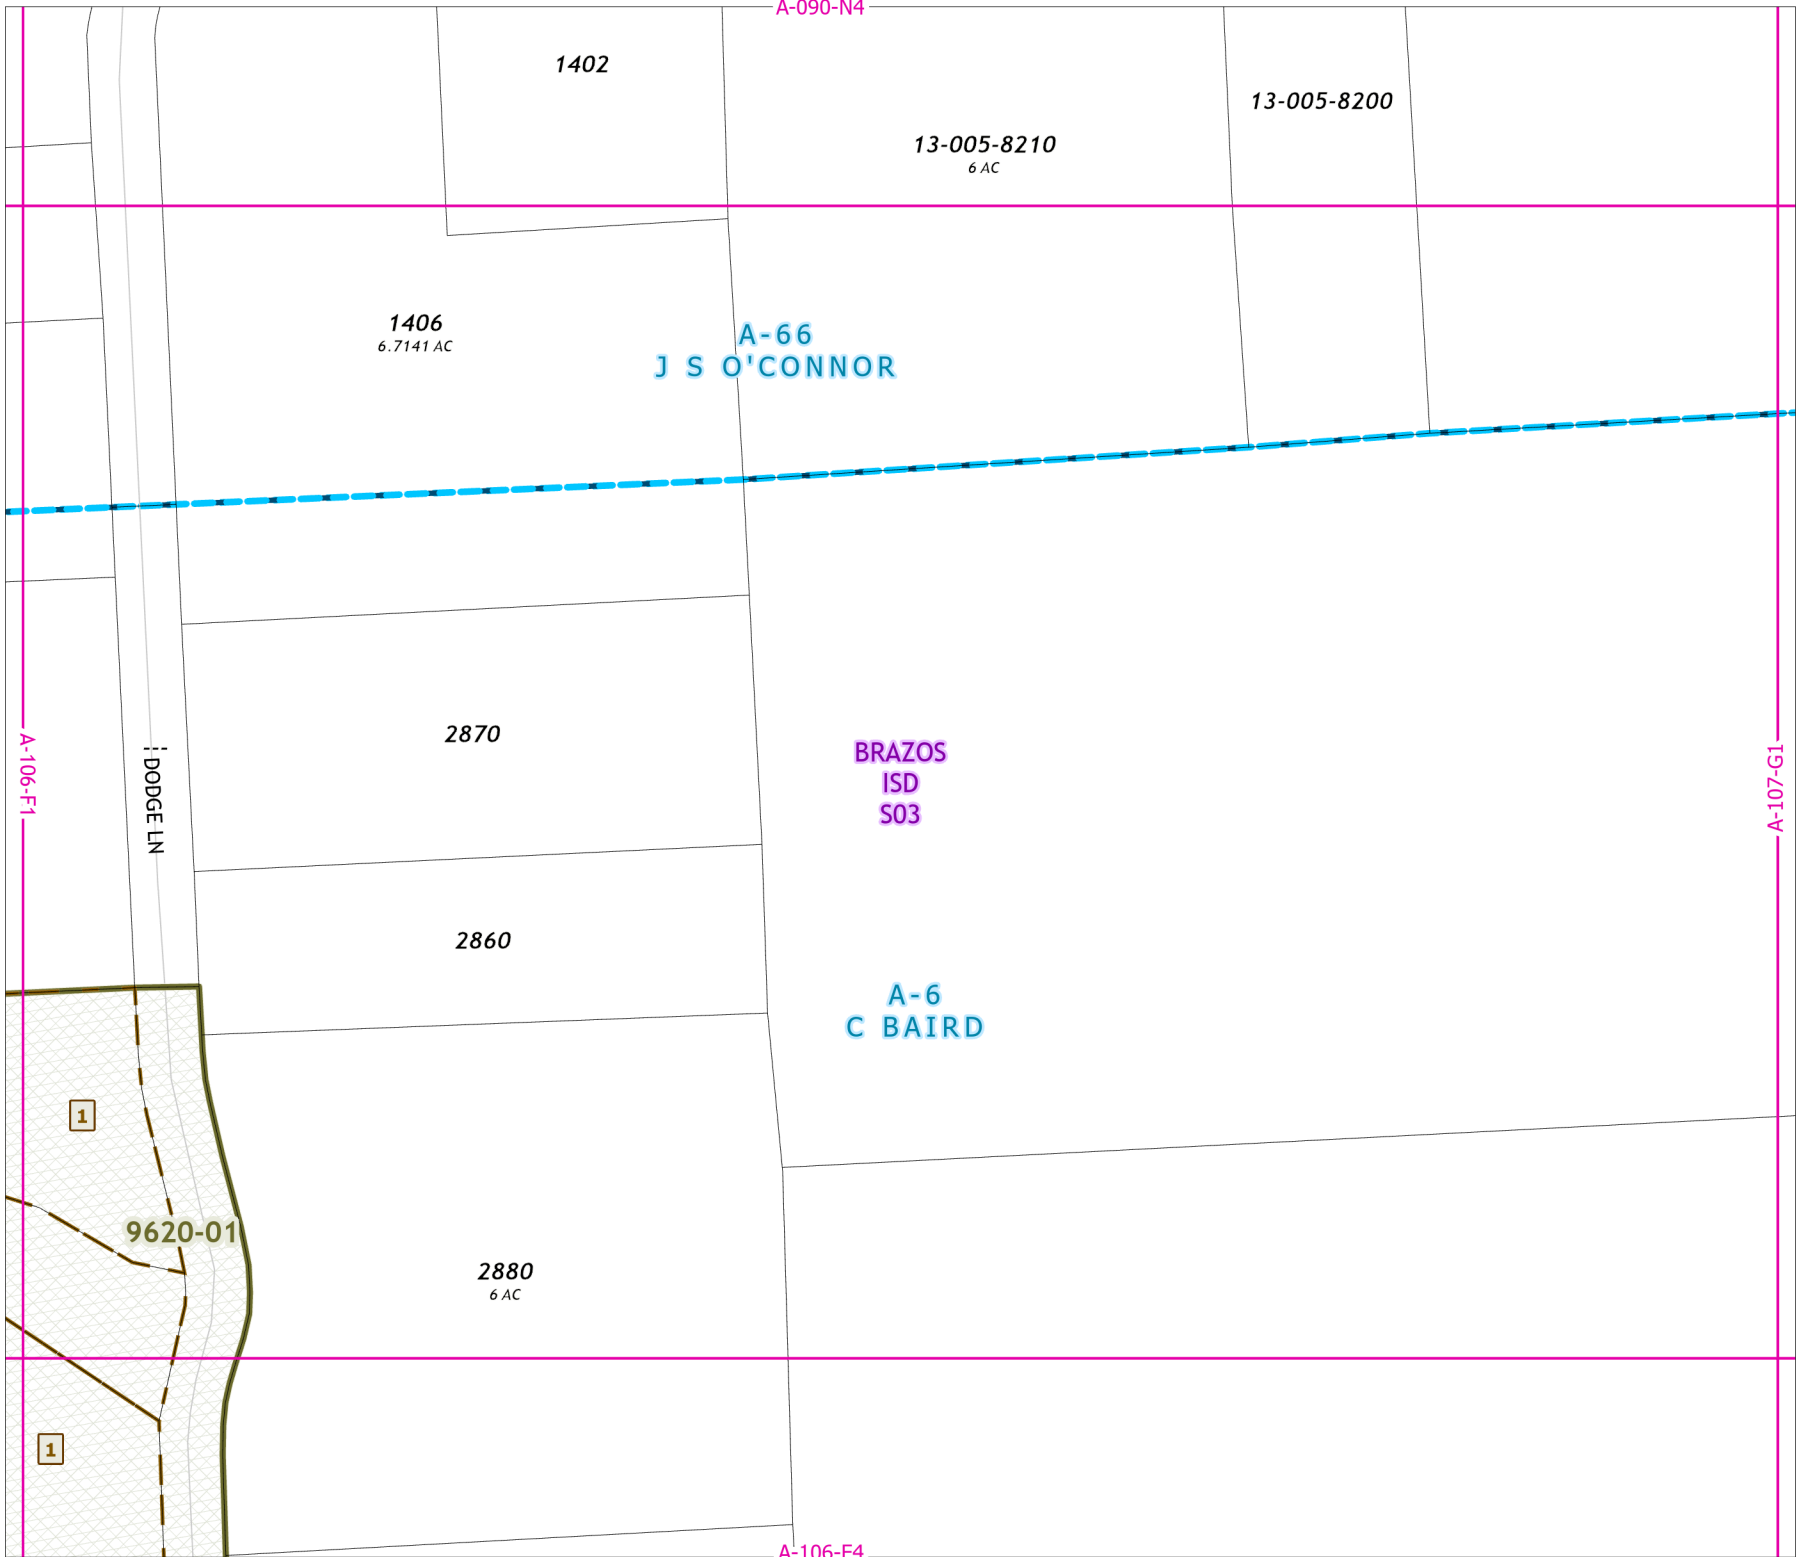 A-090-N4
1402
13-005-8200
13-005-8210
6 AC
1406
6.7141 AC
A-66
J S O'CONNOR
2870
BRAZOS
ISD
S03
A-106-F1
DODGE LN
A-107-G1
2860
A-6
C BAIRD
1
9620-01
2880
6 AC
1
A-106-F4